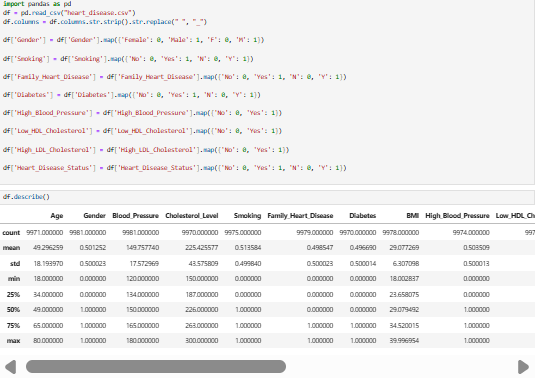 import pandas as pd
df = pd.read_csv("heart_disease.csv")
df.columns = df.columns.str.strip().str.replace(" ", "_")
df['Gender'] = df['Gender'].map({'Female': 0, 'Male': 1, 'F': 0, 'M': 1})
df['Smoking'] = df['Smoking'].map({'No': 0, 'Yes': 1, 'N': 0, 'Y': 1})
df['Family_Heart_Disease'] = df['Family_Heart_Disease'].map({'No': 0, 'Yes': 1, 'N': 0, 'Y': 1})
df['Diabetes'] = df['Diabetes'].map({'No': 0, 'Yes': 1, 'N': 0, 'Y': 1})
df['High_Blood_Pressure'] = df['High_Blood_Pressure'].map({'No': 0, 'Yes': 1})
df['Low_HDL_Cholesterol'] = df['Low_HDL_Cholesterol'].map({'No': 0, 'Yes': 1})
df['High_LDL_Cholesterol'] = df['High_LDL_Cholesterol'].map({'No': 0, 'Yes': 1})
df['Heart_Disease_Status'] = df['Heart_Disease_Status'].map({'No': 0, 'Yes': 1, 'N': 0, 'Y': 1})
df.describe()
Age Gender Blood_Pressure Cholesterol_Level Smoking Family_Heart_Disease Diabetes BMI High_Blood_Pressure Low_HDL_Ch
count 9971.000000 9981.000000 9981.000000 9970.000000 9975.000000 9979.000000 9970.000000 9978.000000 9974.000000 997
mean 49.296259 0.501252 149.757740 225.425577 0.513584 0.498547 0.496690 29.077269 0.503509
std 18.193970 0.500023 17.572969 43.575809 0.499840 0.500023 0.500014 6.307098 0.500013
min 18.000000 0.000000 120.000000 150.000000 0.000000 0.000000 0.000000 18.002837 0.000000
25% 34.000000 0.000000 134.000000 187.000000 0.000000 0.000000 0.000000 23.658075 0.000000
50% 49.000000 1.000000 150.000000 226.000000 1.000000 0.000000 0.000000 29.079492 1.000000
75% 65.000000 1.000000 165.000000 263.000000 1.000000 1.000000 1.000000 34.520015 1.000000
max 80.000000 1.000000 180.000000 300.000000 1.000000 1.000000 1.000000 39.996954 1.000000